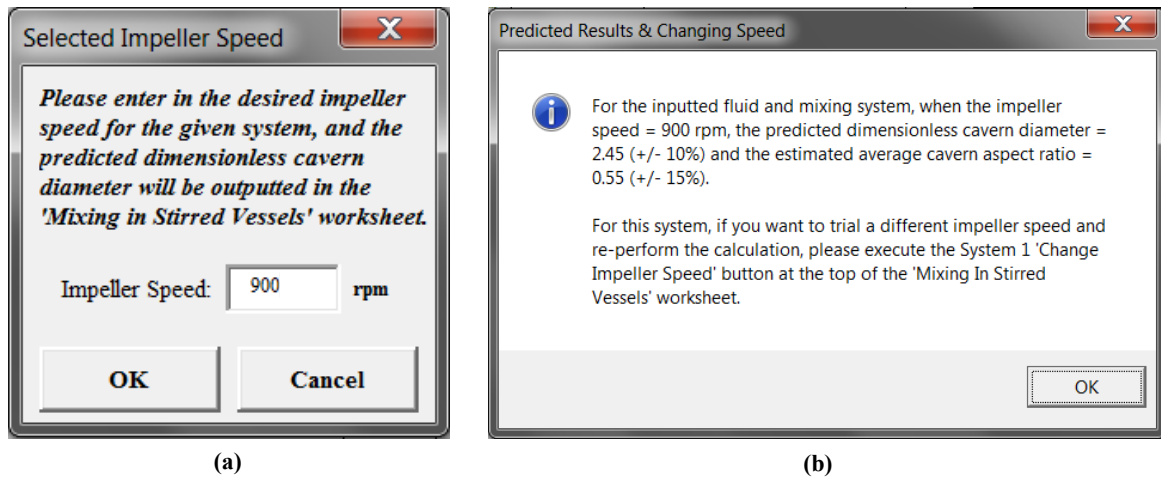 Selected Impeller Speed
X
Please enter in the desired impeller
speed for the given system, and the
predicted dimensionless cavern
diameter will be outputted in the
'Mixing in Stirred Vessels' worksheet.
Impeller Speed:
900
rpm
OK
Cancel
(a)
Predicted Results & Changing Speed
X
For the inputted fluid and mixing system, when the impeller
speed = 900 rpm, the predicted dimensionless cavern diameter =
2.45 (+/- 10%) and the estimated average cavern aspect ratio =
0.55 (+/- 15%).
For this system, if you want to trial a different impeller speed and
re-perform the calculation, please execute the System 1 'Change
Impeller Speed' button at the top of the 'Mixing In Stirred
Vessels' worksheet.
OK
(b)